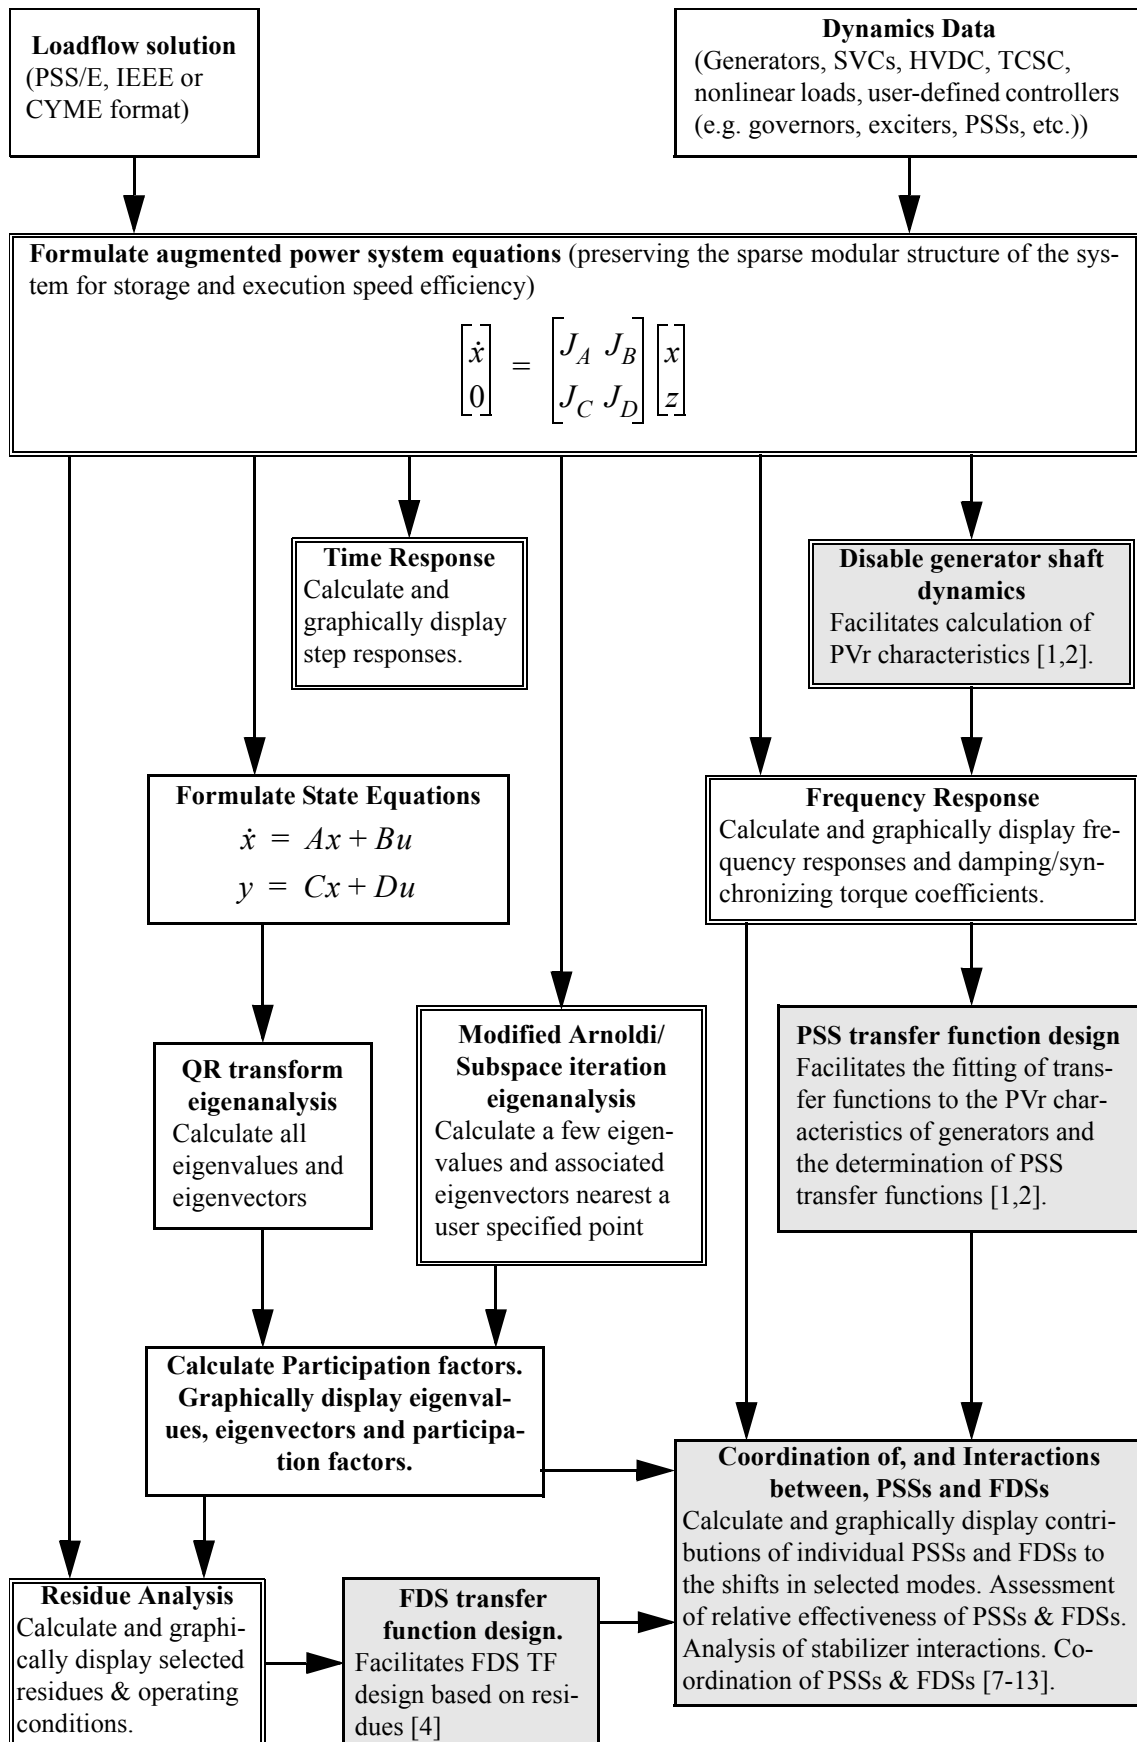 Loadflow solution
(PSS/E, IEEE or
CYME format)
Dynamics Data
(Generators, SVCs, HVDC, TCSC,
nonlinear loads, user-defined controllers
(e.g. governors, exciters, PSSs, etc.))
Formulate augmented power system equations (preserving the sparse modular structure of the sys-
tem for storage and execution speed efficiency)
[ẋ] = [J_A J_B] [x]
[0] [J_C J_D] [z]
Time Response
Calculate and
graphically display
step responses.
Disable generator shaft
dynamics
Facilitates calculation of
PVr characteristics [1,2].
Formulate State Equations
ẋ = Ax + Bu
y = Cx + Du
Frequency Response
Calculate and graphically display fre-
quency responses and damping/syn-
chronizing torque coefficients.
QR transform
eigenanalysis
Calculate all
eigenvalues and
eigenvectors
Modified Arnoldi/
Subspace iteration
eigenanalysis
Calculate a few eigen-
values and associated
eigenvectors nearest a
user specified point
PSS transfer function design
Facilitates the fitting of trans-
fer functions to the PVr char-
acteristics of generators and
the determination of PSS
transfer functions [1,2].
Calculate Participation factors.
Graphically display eigenval-
ues, eigenvectors and participa-
tion factors.
Coordination of, and Interactions
between, PSSs and FDSs
Calculate and graphically display contri-
butions of individual PSSs and FDSs to
the shifts in selected modes. Assessment
of relative effectiveness of PSSs & FDSs.
Analysis of stabilizer interactions. Co-
ordination of PSSs & FDSs [7-13].
Residue Analysis
Calculate and graphi-
cally display selected
residues & operating
conditions.
FDS transfer
function design.
Facilitates FDS TF
design based on resi-
dues [4]